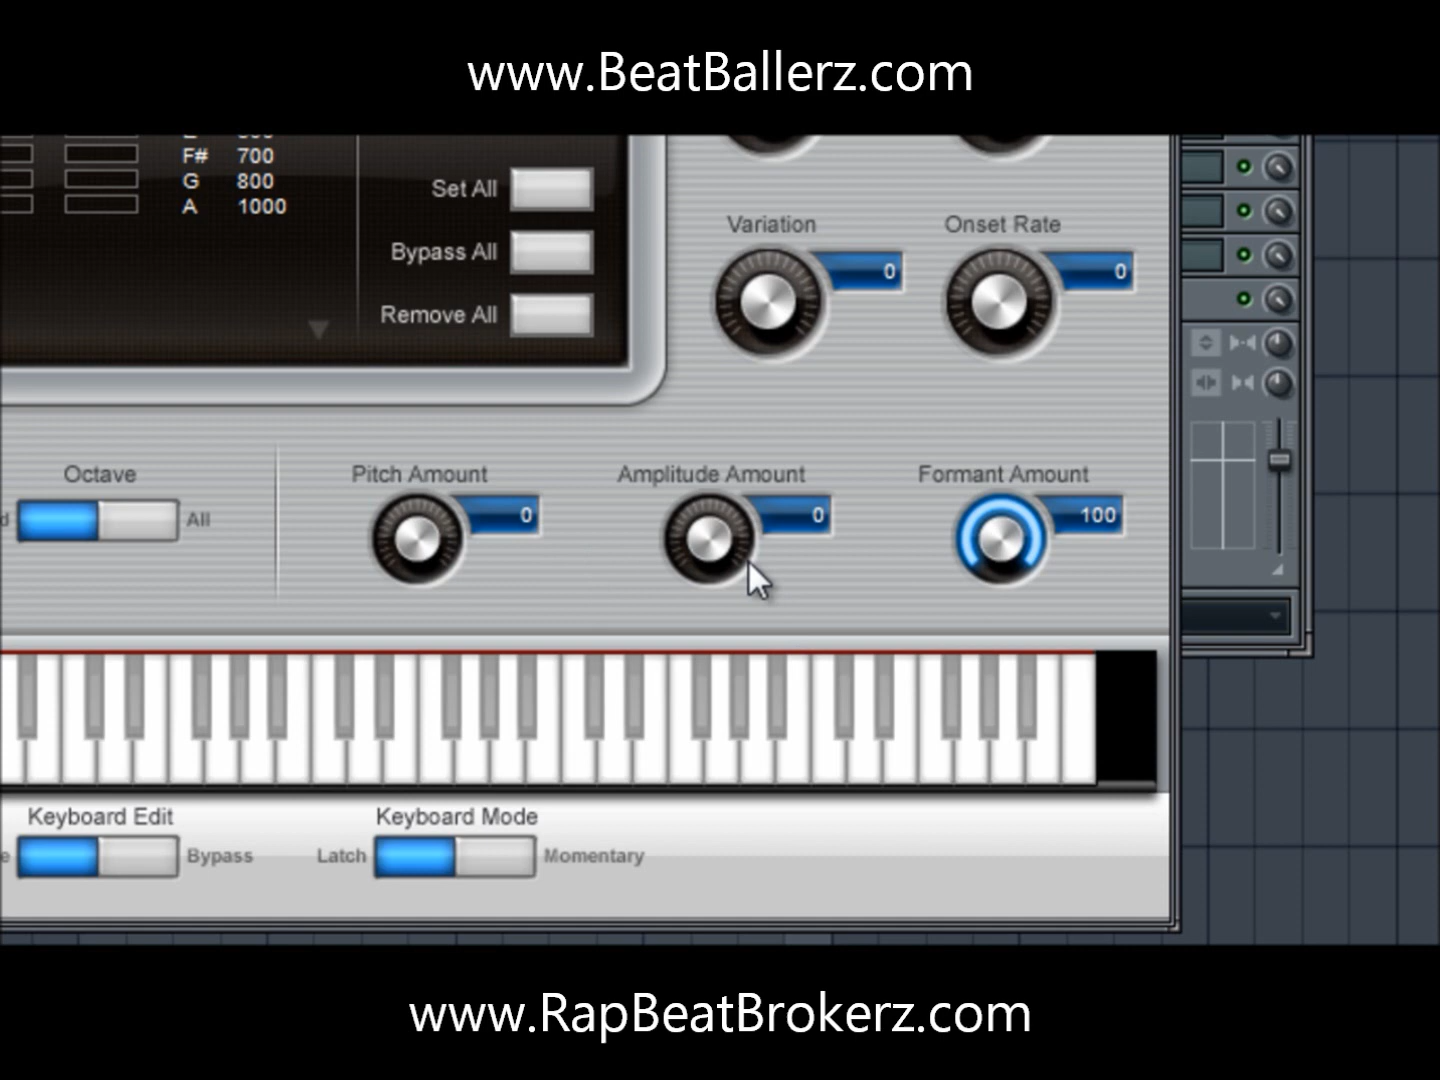 www.BeatBallerz.com
F# 700
G 800
A 1000
Set All
Bypass All
Remove All
Variation
0
Onset Rate
0
Octave
All
Pitch Amount
0
Amplitude Amount
0
Formant Amount
100
Keyboard Edit
Bypass
Keyboard Mode
Latch
Momentary
www.RapBeatBrokerz.com